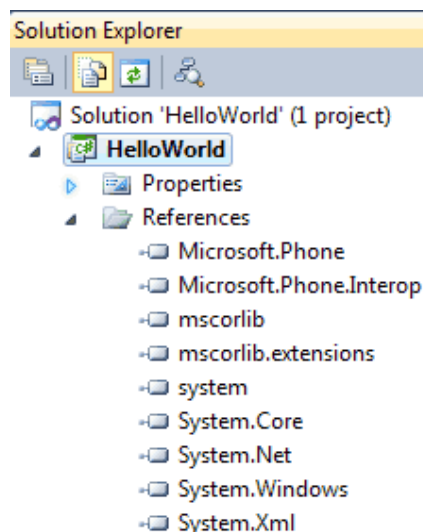 Solution Explorer
Solution 'HelloWorld' (1 project)
HelloWorld
Properties
References
Microsoft.Phone
Microsoft.Phone.Interop
mscorlib
mscorlib.extensions
system
System.Core
System.Net
System.Windows
System.Xml